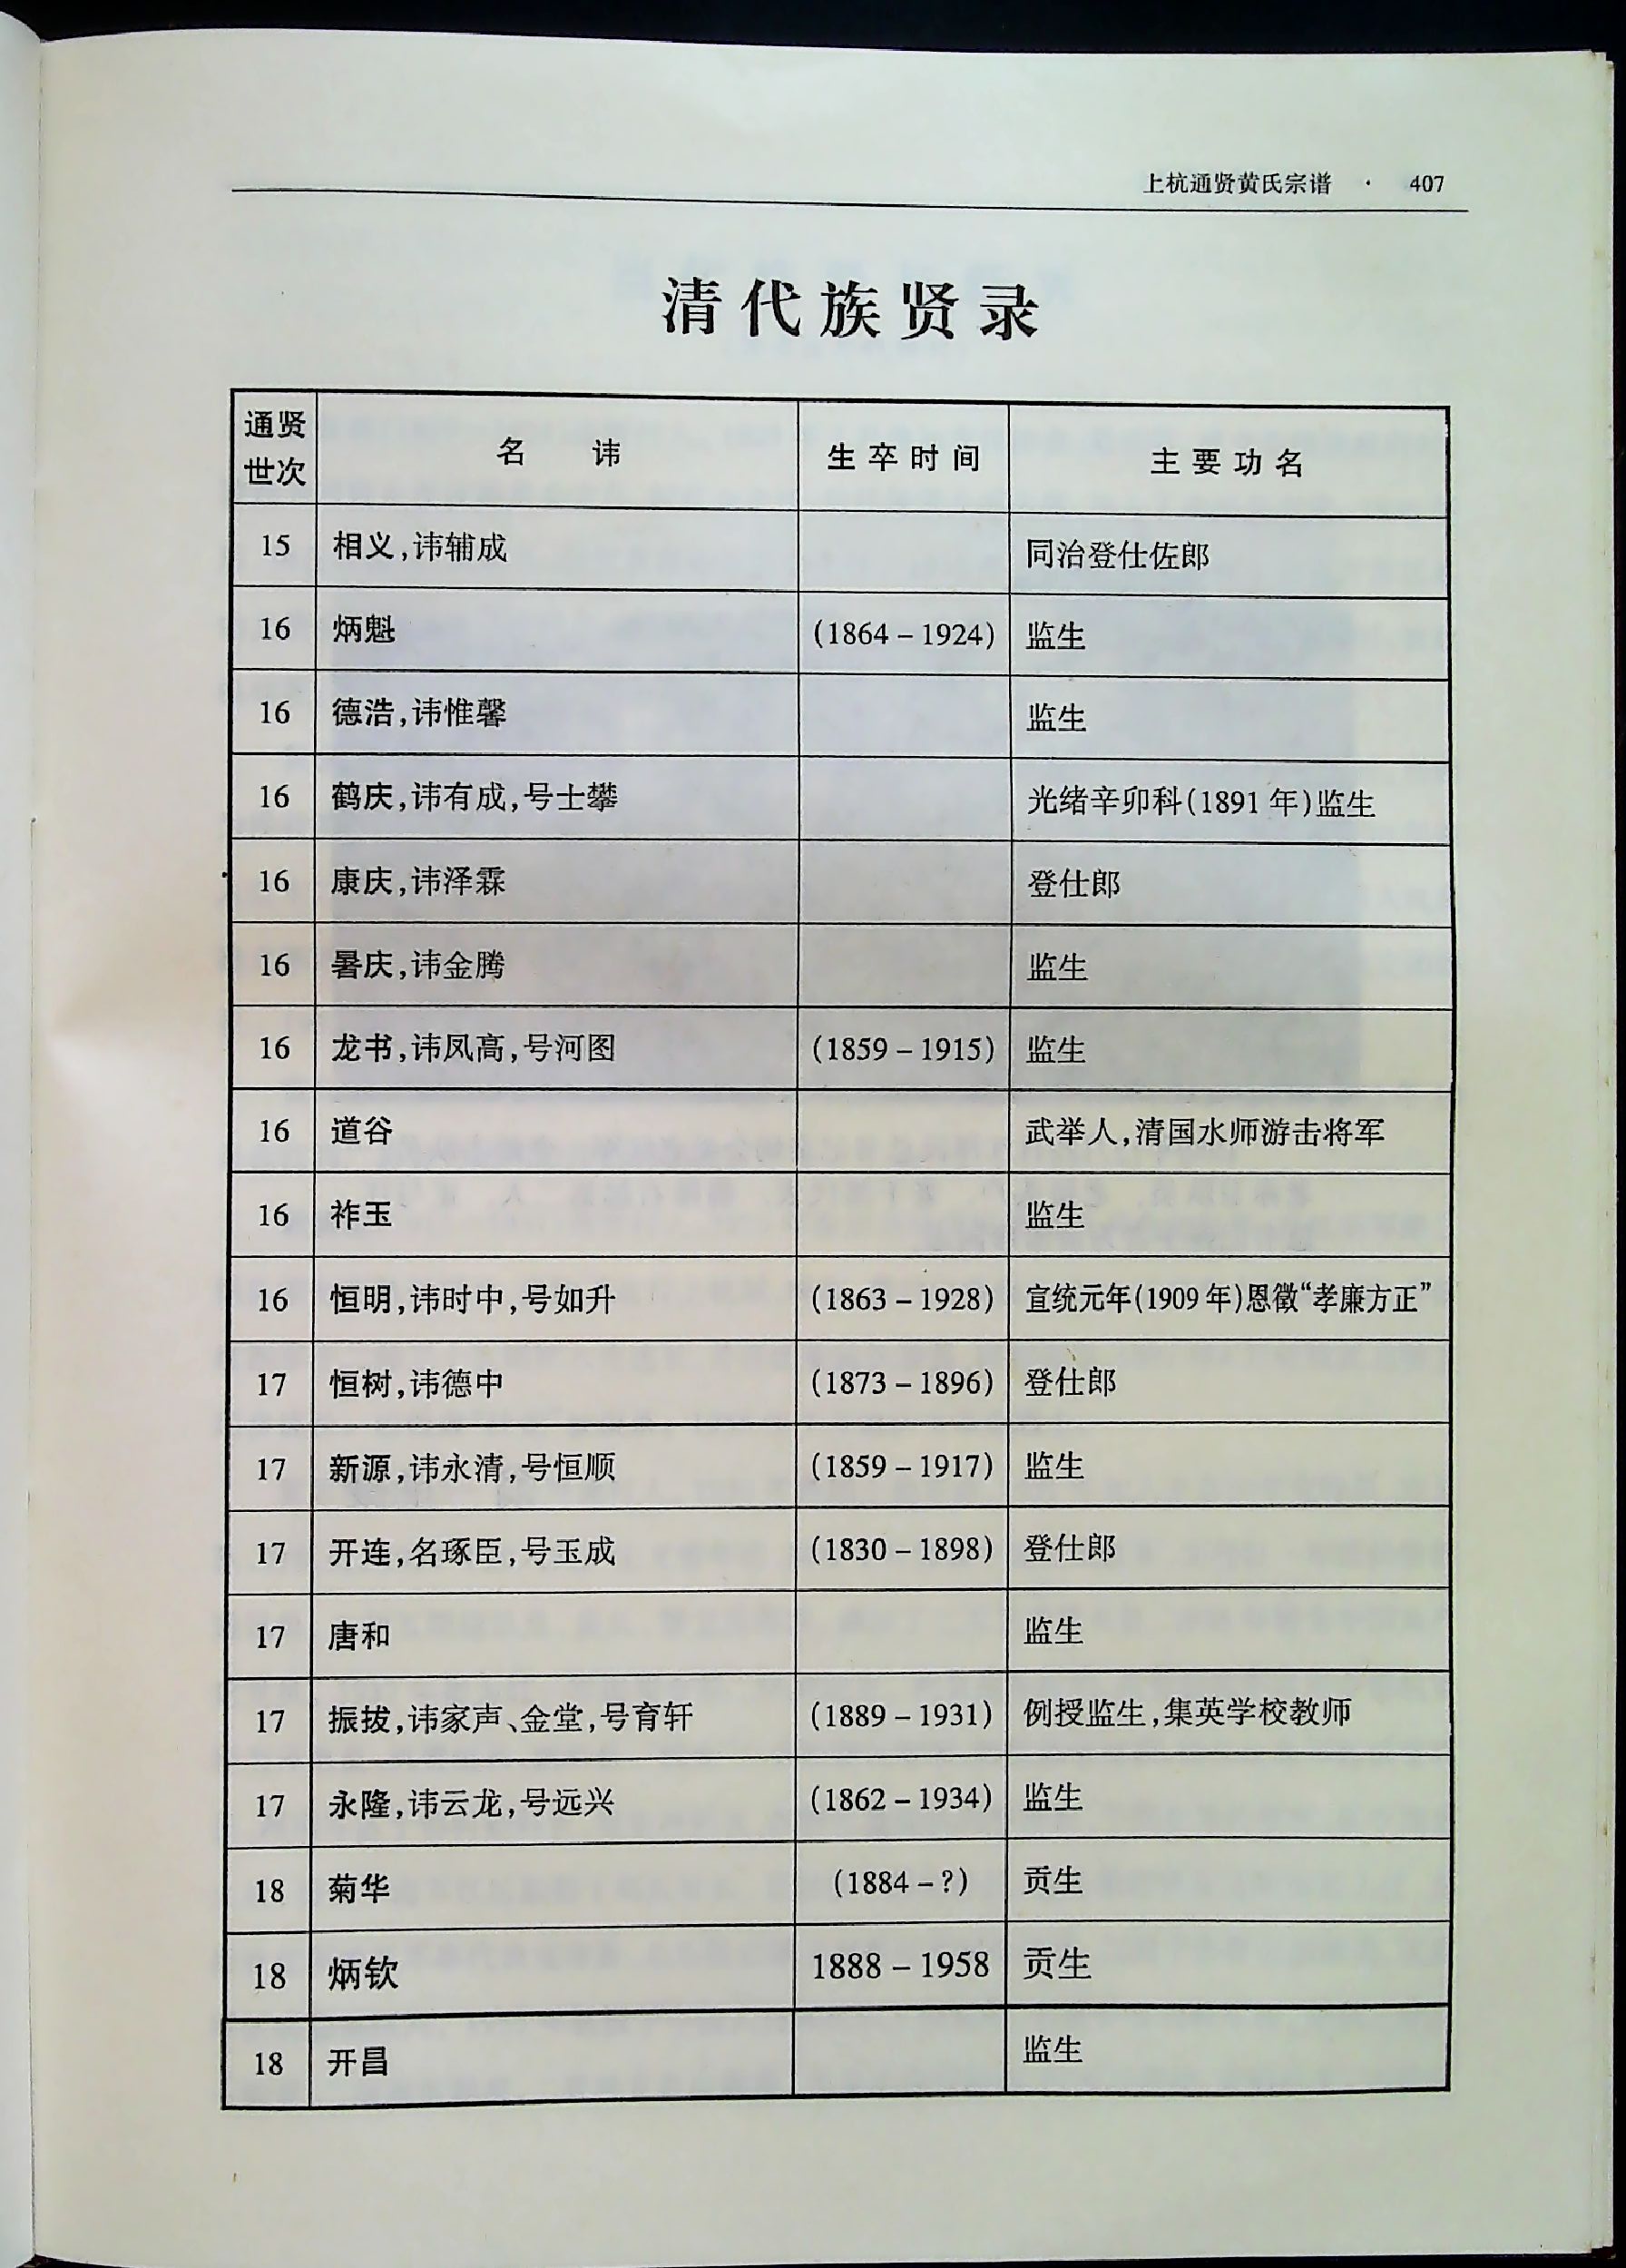 上杭通贤黄氏宗谱 · 407
清代族贤录
通贤世次 名讳 生卒时间 主要功名
15 相义,讳辅成 同治登仕佐郎
16 炳魁 (1864-1924) 监生
16 德浩,讳惟馨 监生
16 鹤庆,讳有成,号士攀 光绪辛卯科(1891年)监生
16 康庆,讳泽霖 登仕郎
16 暑庆,讳金腾 监生
16 龙书,讳凤高,号河图 (1859-1915) 监生
16 道谷 武举人,清国水师游击将军
16 祚玉 监生
16 恒明,讳时中,号如升 (1863-1928) 宣统元年(1909年)恩徵“孝廉方正”
17 恒树,讳德中 (1873-1896) 登仕郎
17 新源,讳永清,号恒顺 (1859-1917) 监生
17 开连,名琢臣,号玉成 (1830-1898) 登仕郎
17 唐和 监生
17 振拔,讳家声、金堂,号育轩 (1889-1931) 例授监生,集英学校教师
17 永隆,讳云龙,号远兴 (1862-1934) 监生
18 菊华 (1884-?) 贡生
18 炳钦 1888-1958 贡生
18 开昌 监生